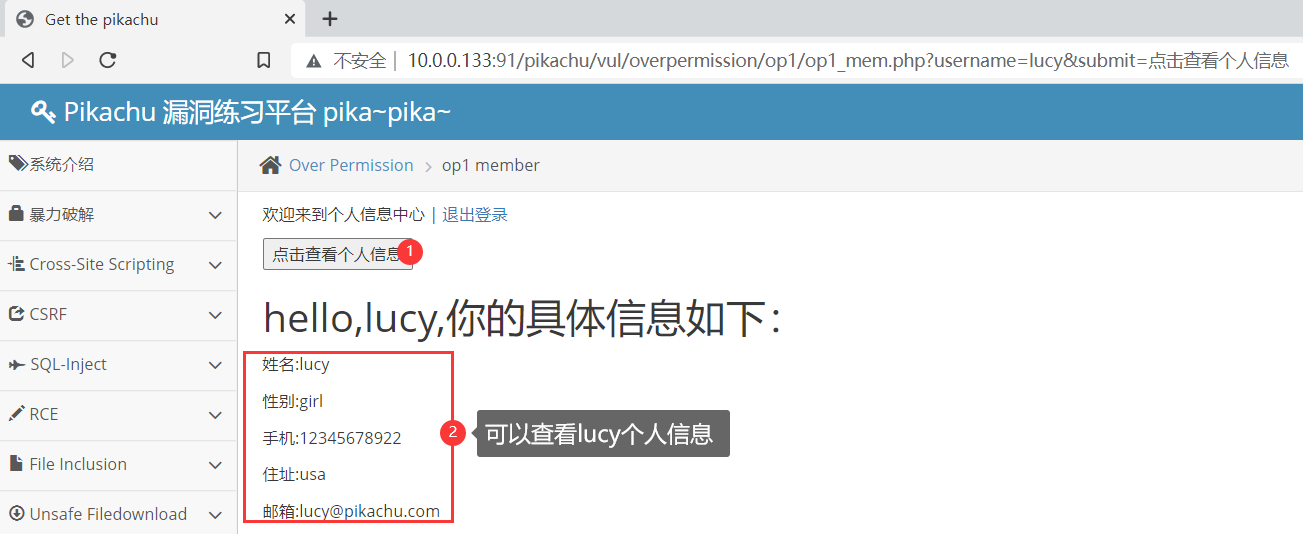 Get the pikachu
不安全 | 10.0.0.133:91/pikachu/vul/overpermission/op1/op1_mem.php?username=lucy&submit=点击查看个人信息
Pikachu 漏洞练习平台 pika~pika~
系统介绍
暴力破解
Cross-Site Scripting
CSRF
SQL-Inject
RCE
File Inclusion
Unsafe Filedownload
Over Permission > op1 member
欢迎来到个人信息中心 | 退出登录
点击查看个人信息 1
hello,lucy,你的具体信息如下：
姓名:lucy
性别:girl
手机:12345678922
2 可以查看lucy个人信息
住址:usa
邮箱:lucy@pikachu.com